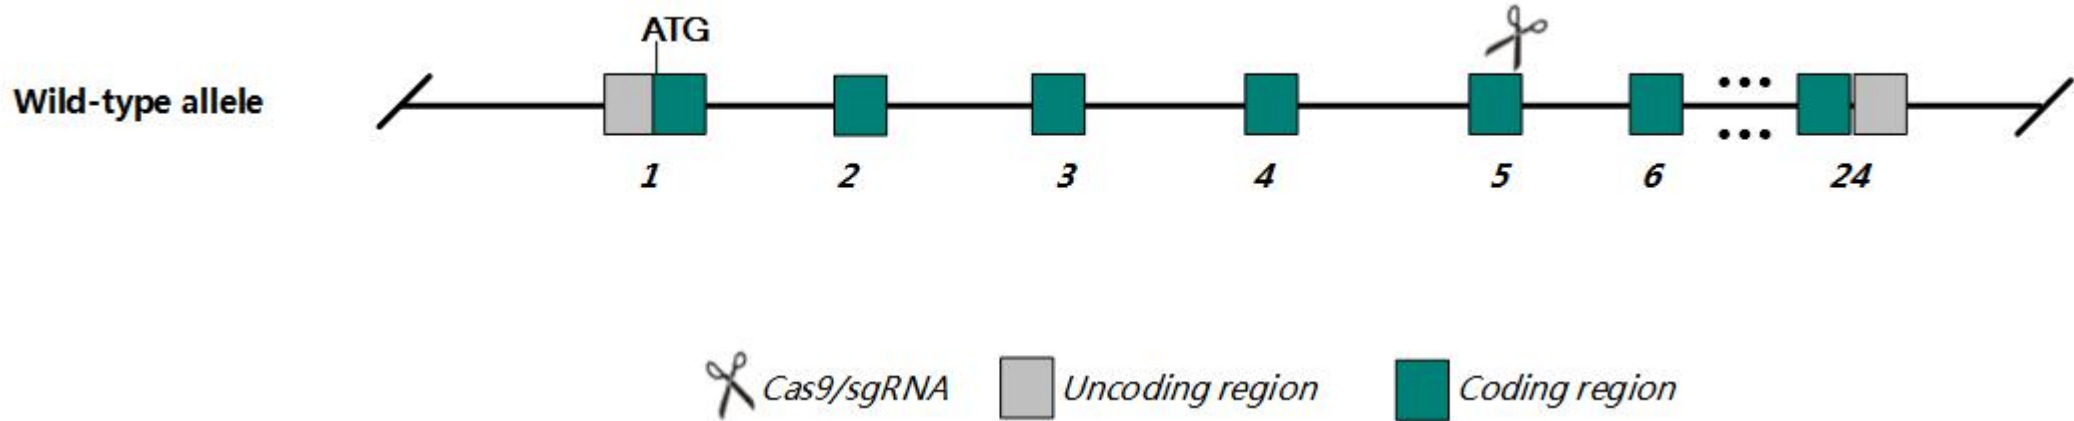 ATG
Wild-type allele
1 2 3 4 5 6 24
Cas9/sgRNA Uncoding region Coding region